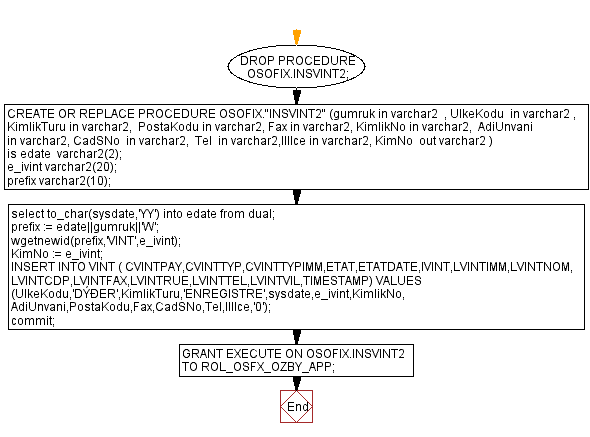 DROP PROCEDURE
OSOFIX.INSVINT2;
CREATE OR REPLACE PROCEDURE OSOFIX."INSVINT2" (gumruk in varchar2 , UlkeKodu in varchar2 ,
KimlikTuru in varchar2, PostaKodu in varchar2, Fax in varchar2, KimlikNo in varchar2, AdiUnvani
in varchar2, CadSNo in varchar2, Tel in varchar2,IlIlce in varchar2, KimNo out varchar2 )
is edate varchar2(2);
e_ivint varchar2(20);
prefix varchar2(10);
select to_char(sysdate,'YY') into edate from dual;
prefix := edate||gumruk||'VV';
wgetnewid(prefix,'VINT',e_ivint);
KimNo := e_ivint;
INSERT INTO VINT ( CVINTPAY,CVINTTYP,CVINTTYPIMM,ETAT,ETATDATE,IVINT,LVINTIMM,LVINTNOM,
LVINTCDP,LVINTFAX,LVINTRUE,LVINTTEL,LVINTVIL,TIMESTAMP) VALUES
(UlkeKodu,'DÝÐER',KimlikTuru,'ENREGISTRE',sysdate,e_ivint,KimlikNo,
AdiUnvani,PostaKodu,Fax,CadSNo,Tel,IlIlce,'0');
commit;
GRANT EXECUTE ON OSOFIX.INSVINT2
TO ROL_OSFX_OZBY_APP;
End